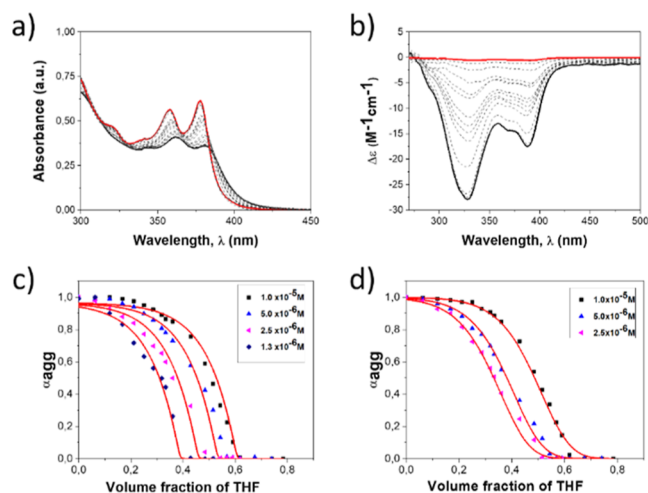 a)
Absorbance (a.u.)
1,00
0,75
0,50
0,25
0,00
300 350 400 450
Wavelength, λ (nm)
b)
Δε (M⁻¹cm⁻¹)
5
0
-5
-10
-15
-20
-25
-30
300 350 400 450 500
Wavelength, λ (nm)
c)
αagg
1,0
0,8
0,6
0,4
0,2
0,0
0,0 0,2 0,4 0,6 0,8
Volume fraction of THF
1.0 x10⁻⁵M
5.0 x10⁻⁶M
2.5 x10⁻⁶M
1.3 x10⁻⁶M
d)
αagg
1,0
0,8
0,6
0,4
0,2
0,0
0,0 0,2 0,4 0,6 0,8
Volume fraction of THF
1.0x10⁻⁵M
5.0x10⁻⁶M
2.5x10⁻⁶M